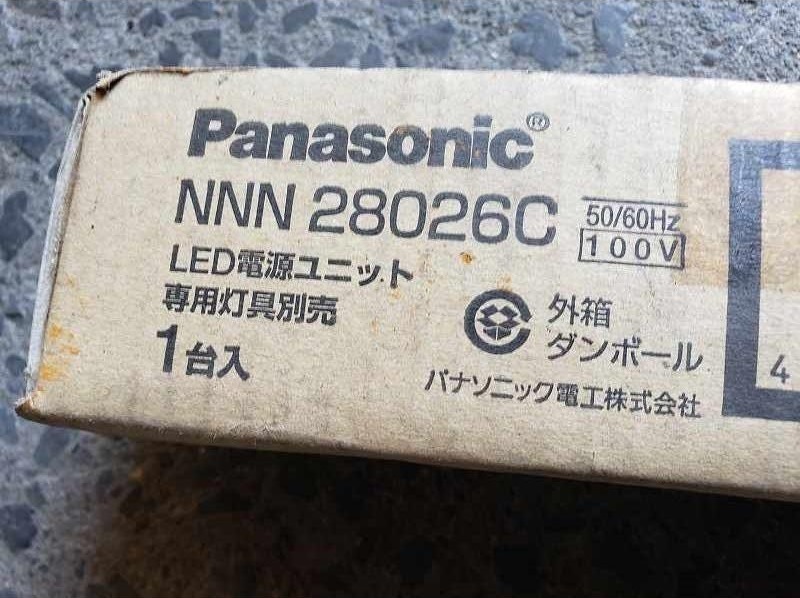 Panasonic®
NNN 28026C
50/60Hz
100V
LED電源ユニット
専用灯具別売
1台入
外箱
ダンボール
パナソニック電工株式会社
4